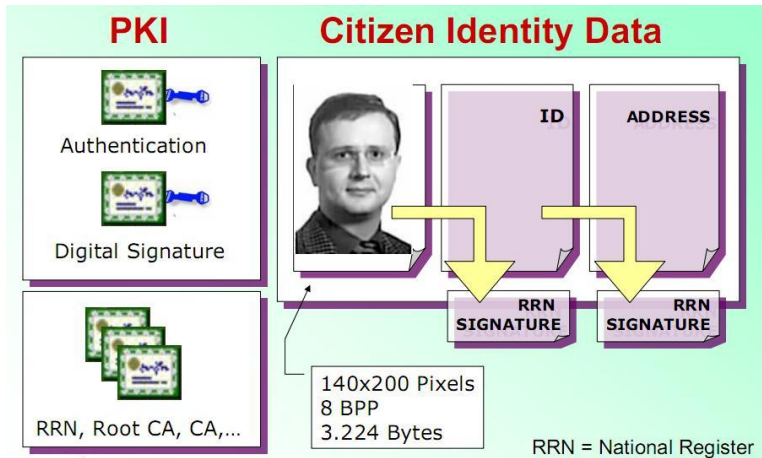 PKI
Authentication
Digital Signature
RRN, Root CA, CA,...
Citizen Identity Data
ID
ADDRESS
RRN
SIGNATURE
RRN
SIGNATURE
140x200 Pixels
8 BPP
3.224 Bytes
RRN = National Register